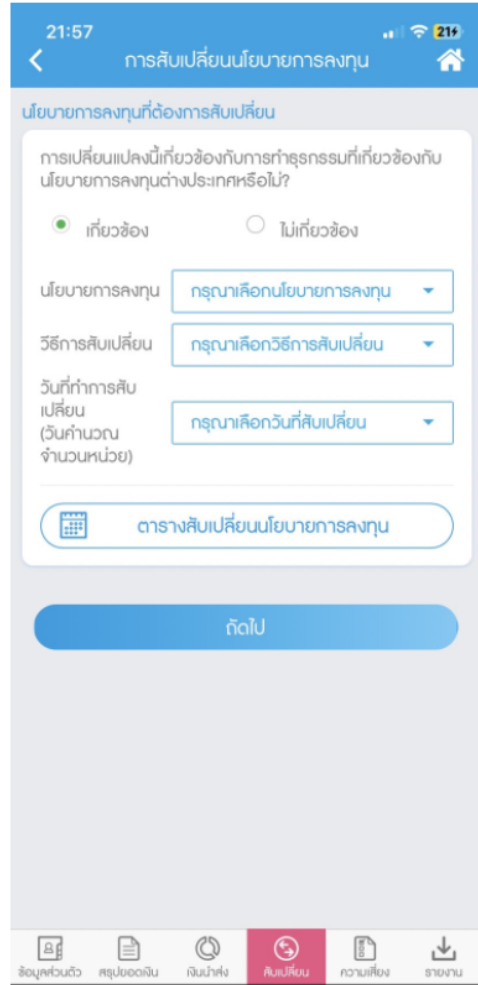 21:57
21
การสับเปลี่ยนนโยบายการลงทุน
นโยบายการลงทุนที่ต้องการสับเปลี่ยน
การเปลี่ยนแปลงนี้เกี่ยวข้องกับการทำธุรกรรมที่เกี่ยวข้องกับ
นโยบายการลงทุนต่างประเทศหรือไม่?
เกี่ยวข้อง ไม่เกี่ยวข้อง
นโยบายการลงทุน กรุณาเลือกนโยบายการลงทุน
วิธีการสับเปลี่ยน กรุณาเลือกวิธีการสับเปลี่ยน
วันที่ทำการสับ
เปลี่ยน
(วันคำนวณ
จำนวนหน่วย)
กรุณาเลือกวันที่สับเปลี่ยน
ตารางสับเปลี่ยนนโยบายการลงทุน
ถัดไป
ข้อมูลส่วนตัว สรุปยอดเงิน เงินนำส่ง สับเปลี่ยน ความเสี่ยง รายงาน